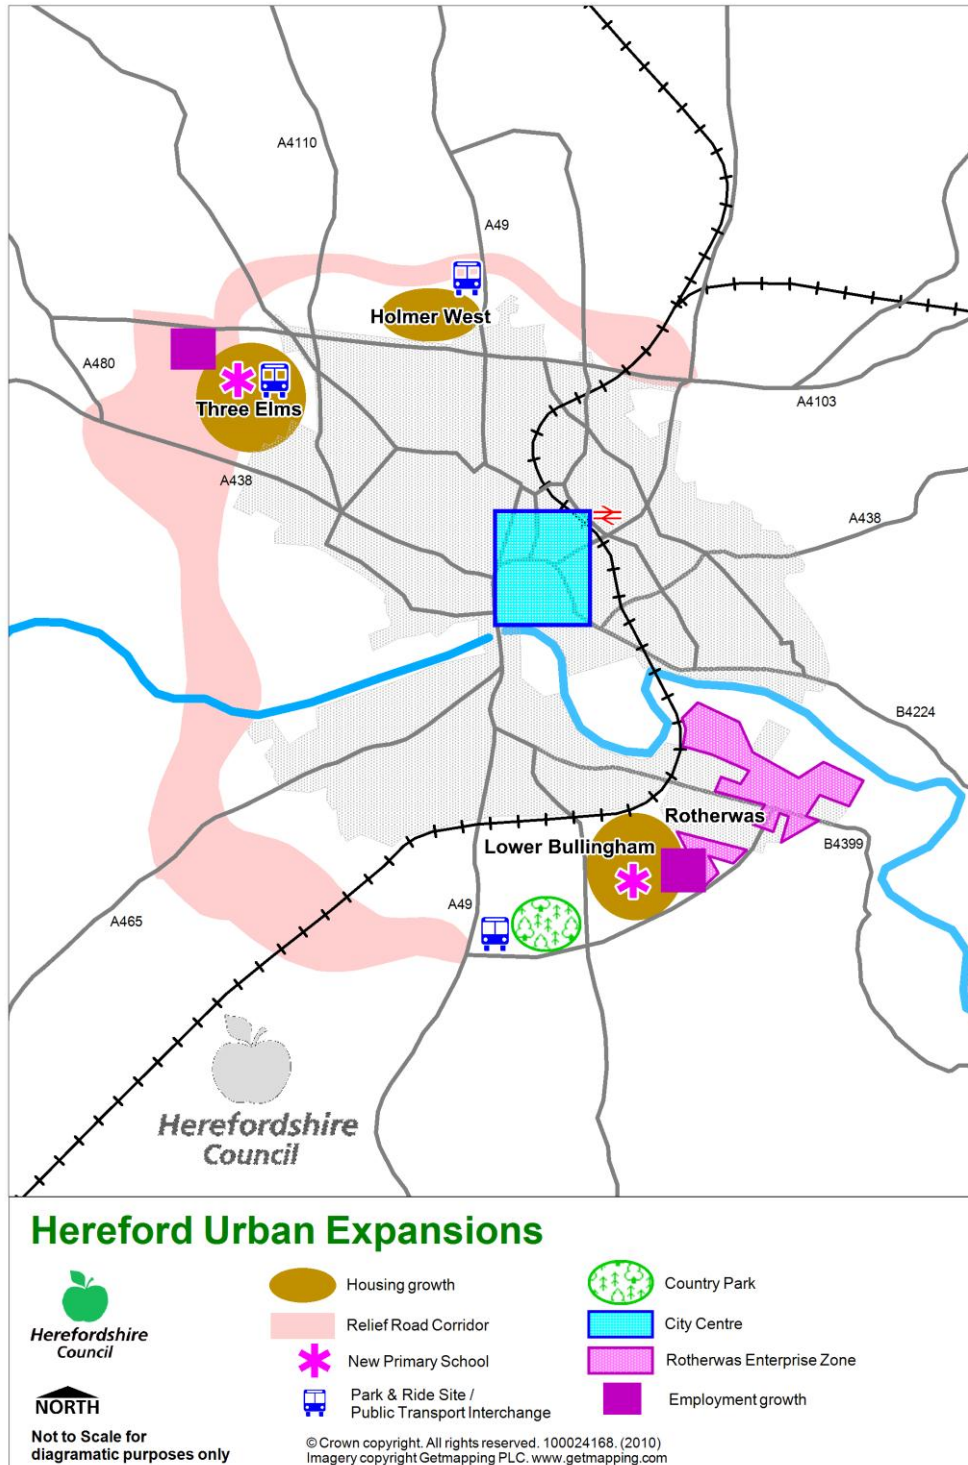 A4110
A49
Holmer West
A480
Three Elms
A4103
A438
A438
B4224
Rotherwas
Lower Bullingham
B4399
A465
A49
Herefordshire
Council
Hereford Urban Expansions
Herefordshire
Council
NORTH
Not to Scale for
diagramatic purposes only
Housing growth
Relief Road Corridor
New Primary School
Park & Ride Site /
Public Transport Interchange
Country Park
City Centre
Rotherwas Enterprise Zone
Employment growth
© Crown copyright. All rights reserved. 100024168. (2010)
Imagery copyright Getmapping PLC. www.getmapping.com